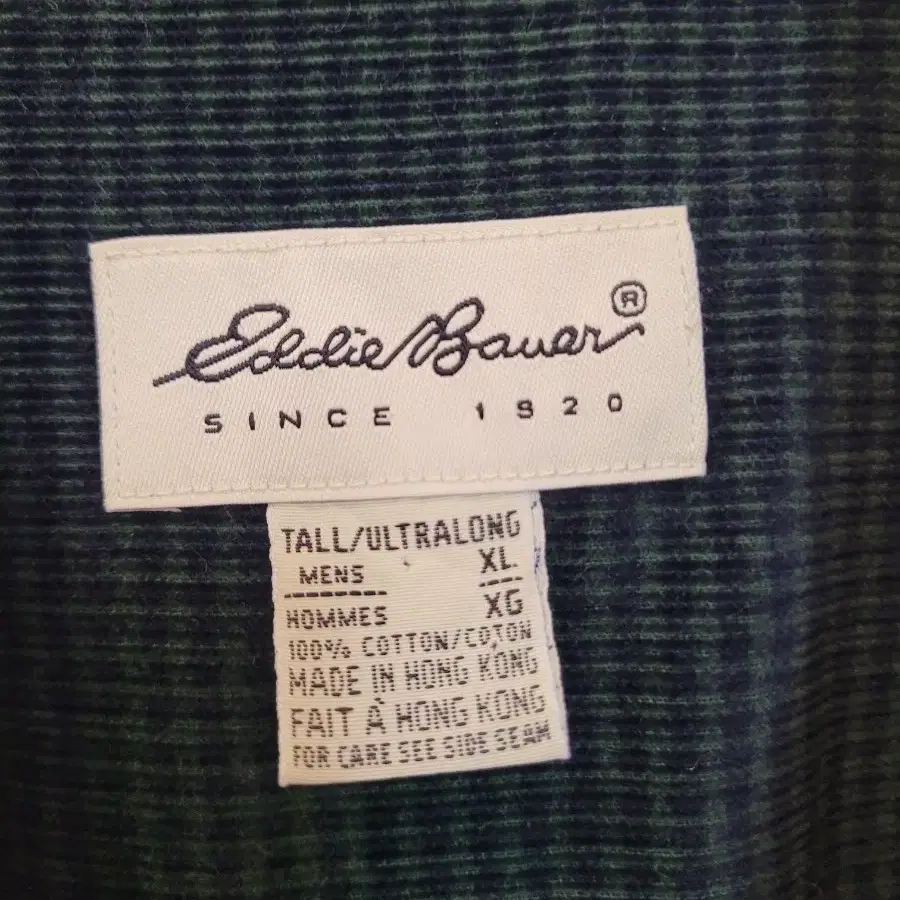 Eddie Bauer ®
SINCE 1920
TALL/ULTRALONG
MENS XL
HOMMES XG
100% COTTON/COTON
MADE IN HONG KONG
FAIT À HONG KONG
FOR CARE SEE SIDE SEAM